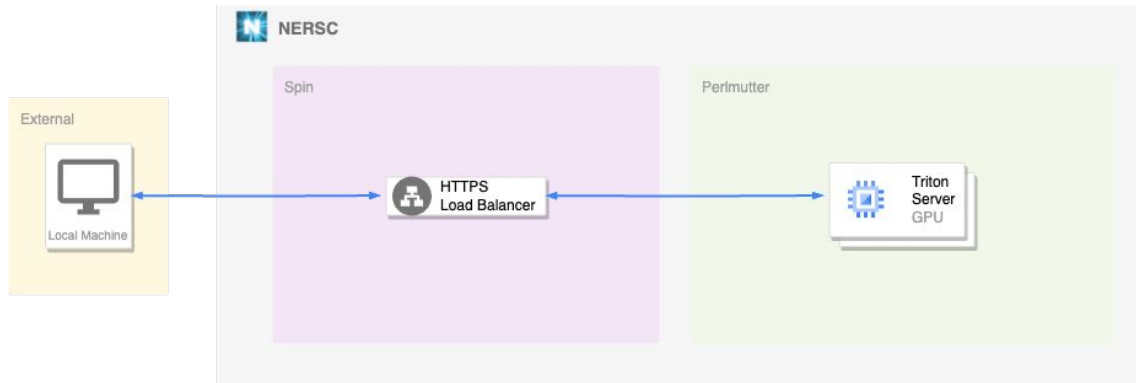 NERSC
Spin
Perlmutter
External
Local Machine
HTTPS
Load Balancer
Triton
Server
GPU